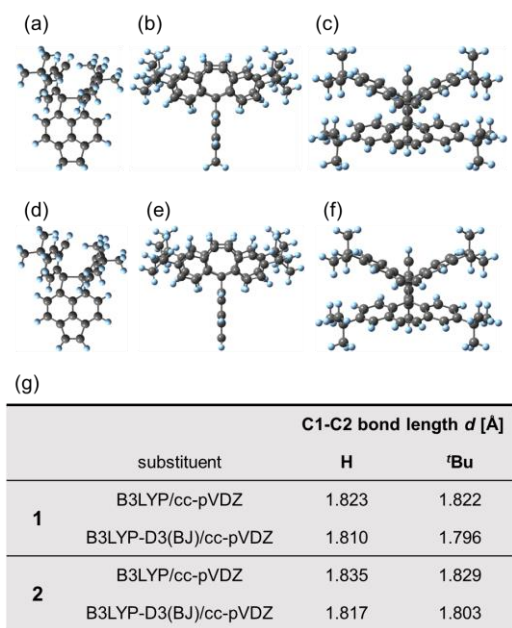 (a) (b) (c)
(d) (e) (f)
(g)
C1-C2 bond length d [Å]
substituent H ᵗBu
1 B3LYP/cc-pVDZ 1.823 1.822
B3LYP-D3(BJ)/cc-pVDZ 1.810 1.796
2 B3LYP/cc-pVDZ 1.835 1.829
B3LYP-D3(BJ)/cc-pVDZ 1.817 1.803